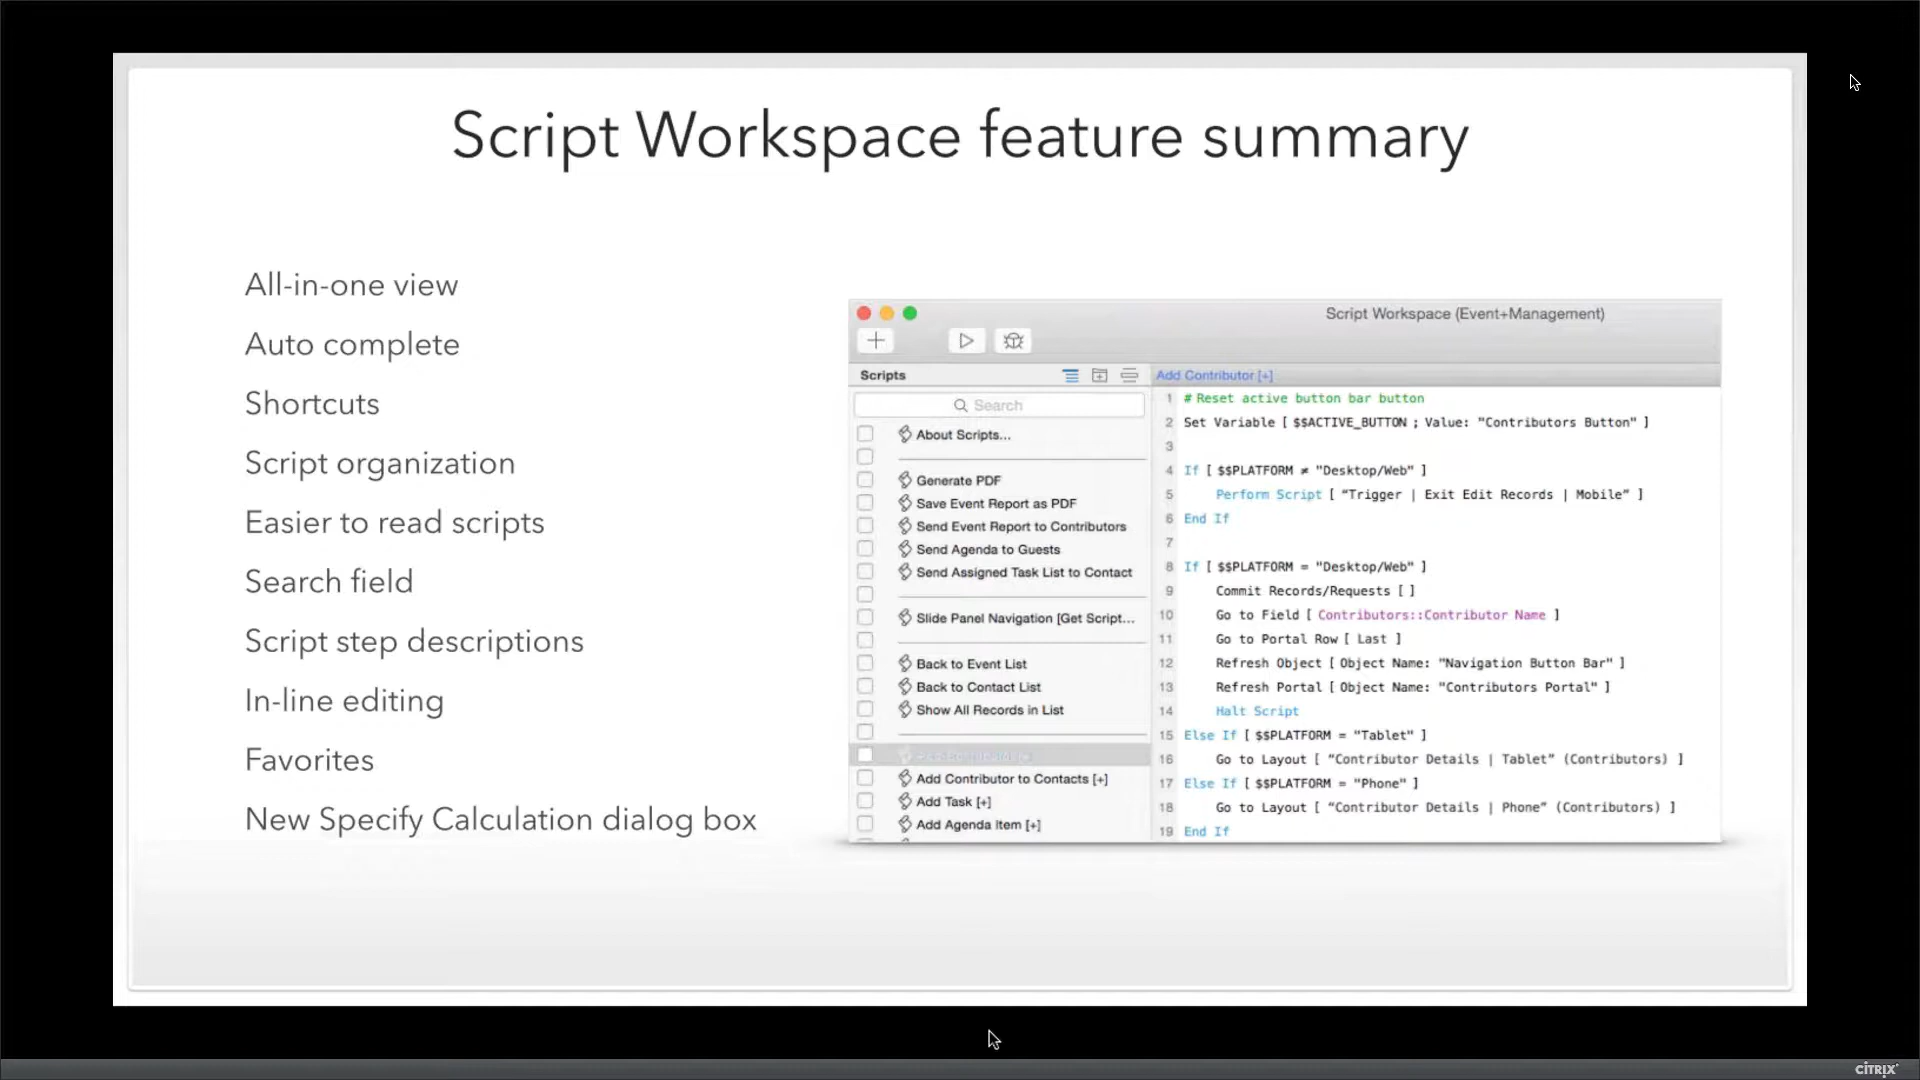 Script Workspace feature summary
All-in-one view
Auto complete
Shortcuts
Script organization
Easier to read scripts
Search field
Script step descriptions
In-line editing
Favorites
New Specify Calculation dialog box
Script Workspace (Event+Management)
Scripts
Search
About Scripts...
Generate PDF
Save Event Report as PDF
Send Event Report to Contributors
Send Agenda to Guests
Send Assigned Task List to Contact
Slide Panel Navigation [Get Script...
Back to Event List
Back to Contact List
Show All Records in List
Add Contributor to Contacts [+]
Add Task [+]
Add Agenda Item [+]
Add Contributor [+]
1 # Reset active button bar button
2 Set Variable [ $$ACTIVE_BUTTON ; Value: "Contributors Button" ]
3
4 If [ $$PLATFORM ≠ "Desktop/Web" ]
5 Perform Script [ “Trigger | Exit Edit Records | Mobile” ]
6 End If
7
8 If [ $$PLATFORM = "Desktop/Web" ]
9 Commit Records/Requests [ ]
10 Go to Field [ Contributors::Contributor Name ]
11 Go to Portal Row [ Last ]
12 Refresh Object [ Object Name: "Navigation Button Bar" ]
13 Refresh Portal [ Object Name: "Contributors Portal" ]
14 Halt Script
15 Else If [ $$PLATFORM = "Tablet" ]
16 Go to Layout [ “Contributor Details | Tablet” (Contributors) ]
17 Else If [ $$PLATFORM = "Phone" ]
18 Go to Layout [ “Contributor Details | Phone” (Contributors) ]
19 End If
CITRIX